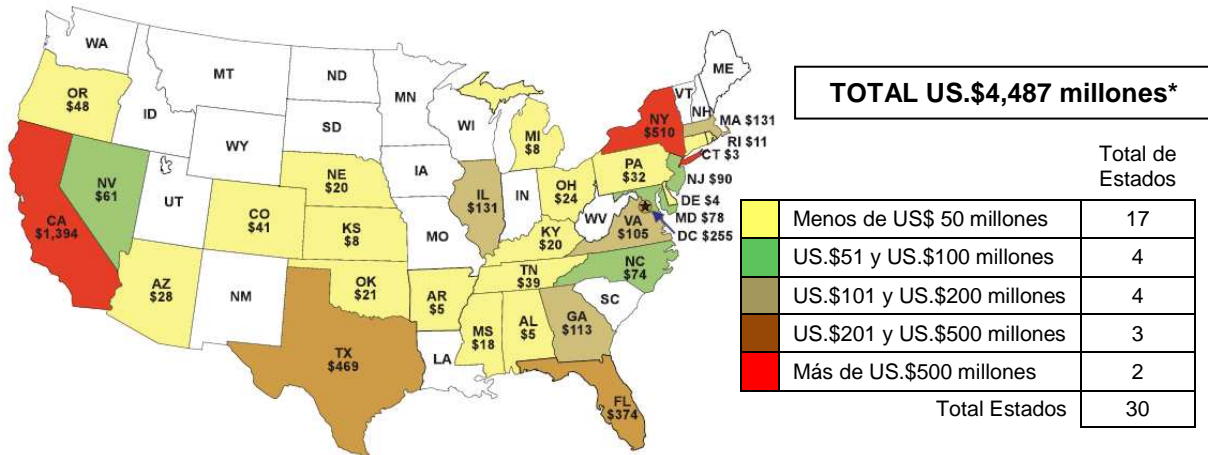 WA
MT
ND
MN
ME
OR
$48
ID
SD
WI
VT
NH
NY
$510
MA $131
RI $11
CT $3
MI
$8
WY
IA
PA
$32
NJ $90
NE
$20
NV
$61
UT
IL
$131
IN
OH
$24
DE $4
MD $78
DC $255
WV
VA
$105
CO
$41
CA
$1,394
KS
$8
MO
KY
$20
NC
$74
TN
$39
AZ
$28
NM
OK
$21
AR
$5
SC
MS
$18
AL
$5
GA
$113
TX
$469
LA
FL
$374
TOTAL US.$4,487 millones*
Total de
Estados
Menos de US$ 50 millones 17
US.$51 y US.$100 millones 4
US.$101 y US.$200 millones 4
US.$201 y US.$500 millones 3
Más de US.$500 millones 2
Total Estados 30